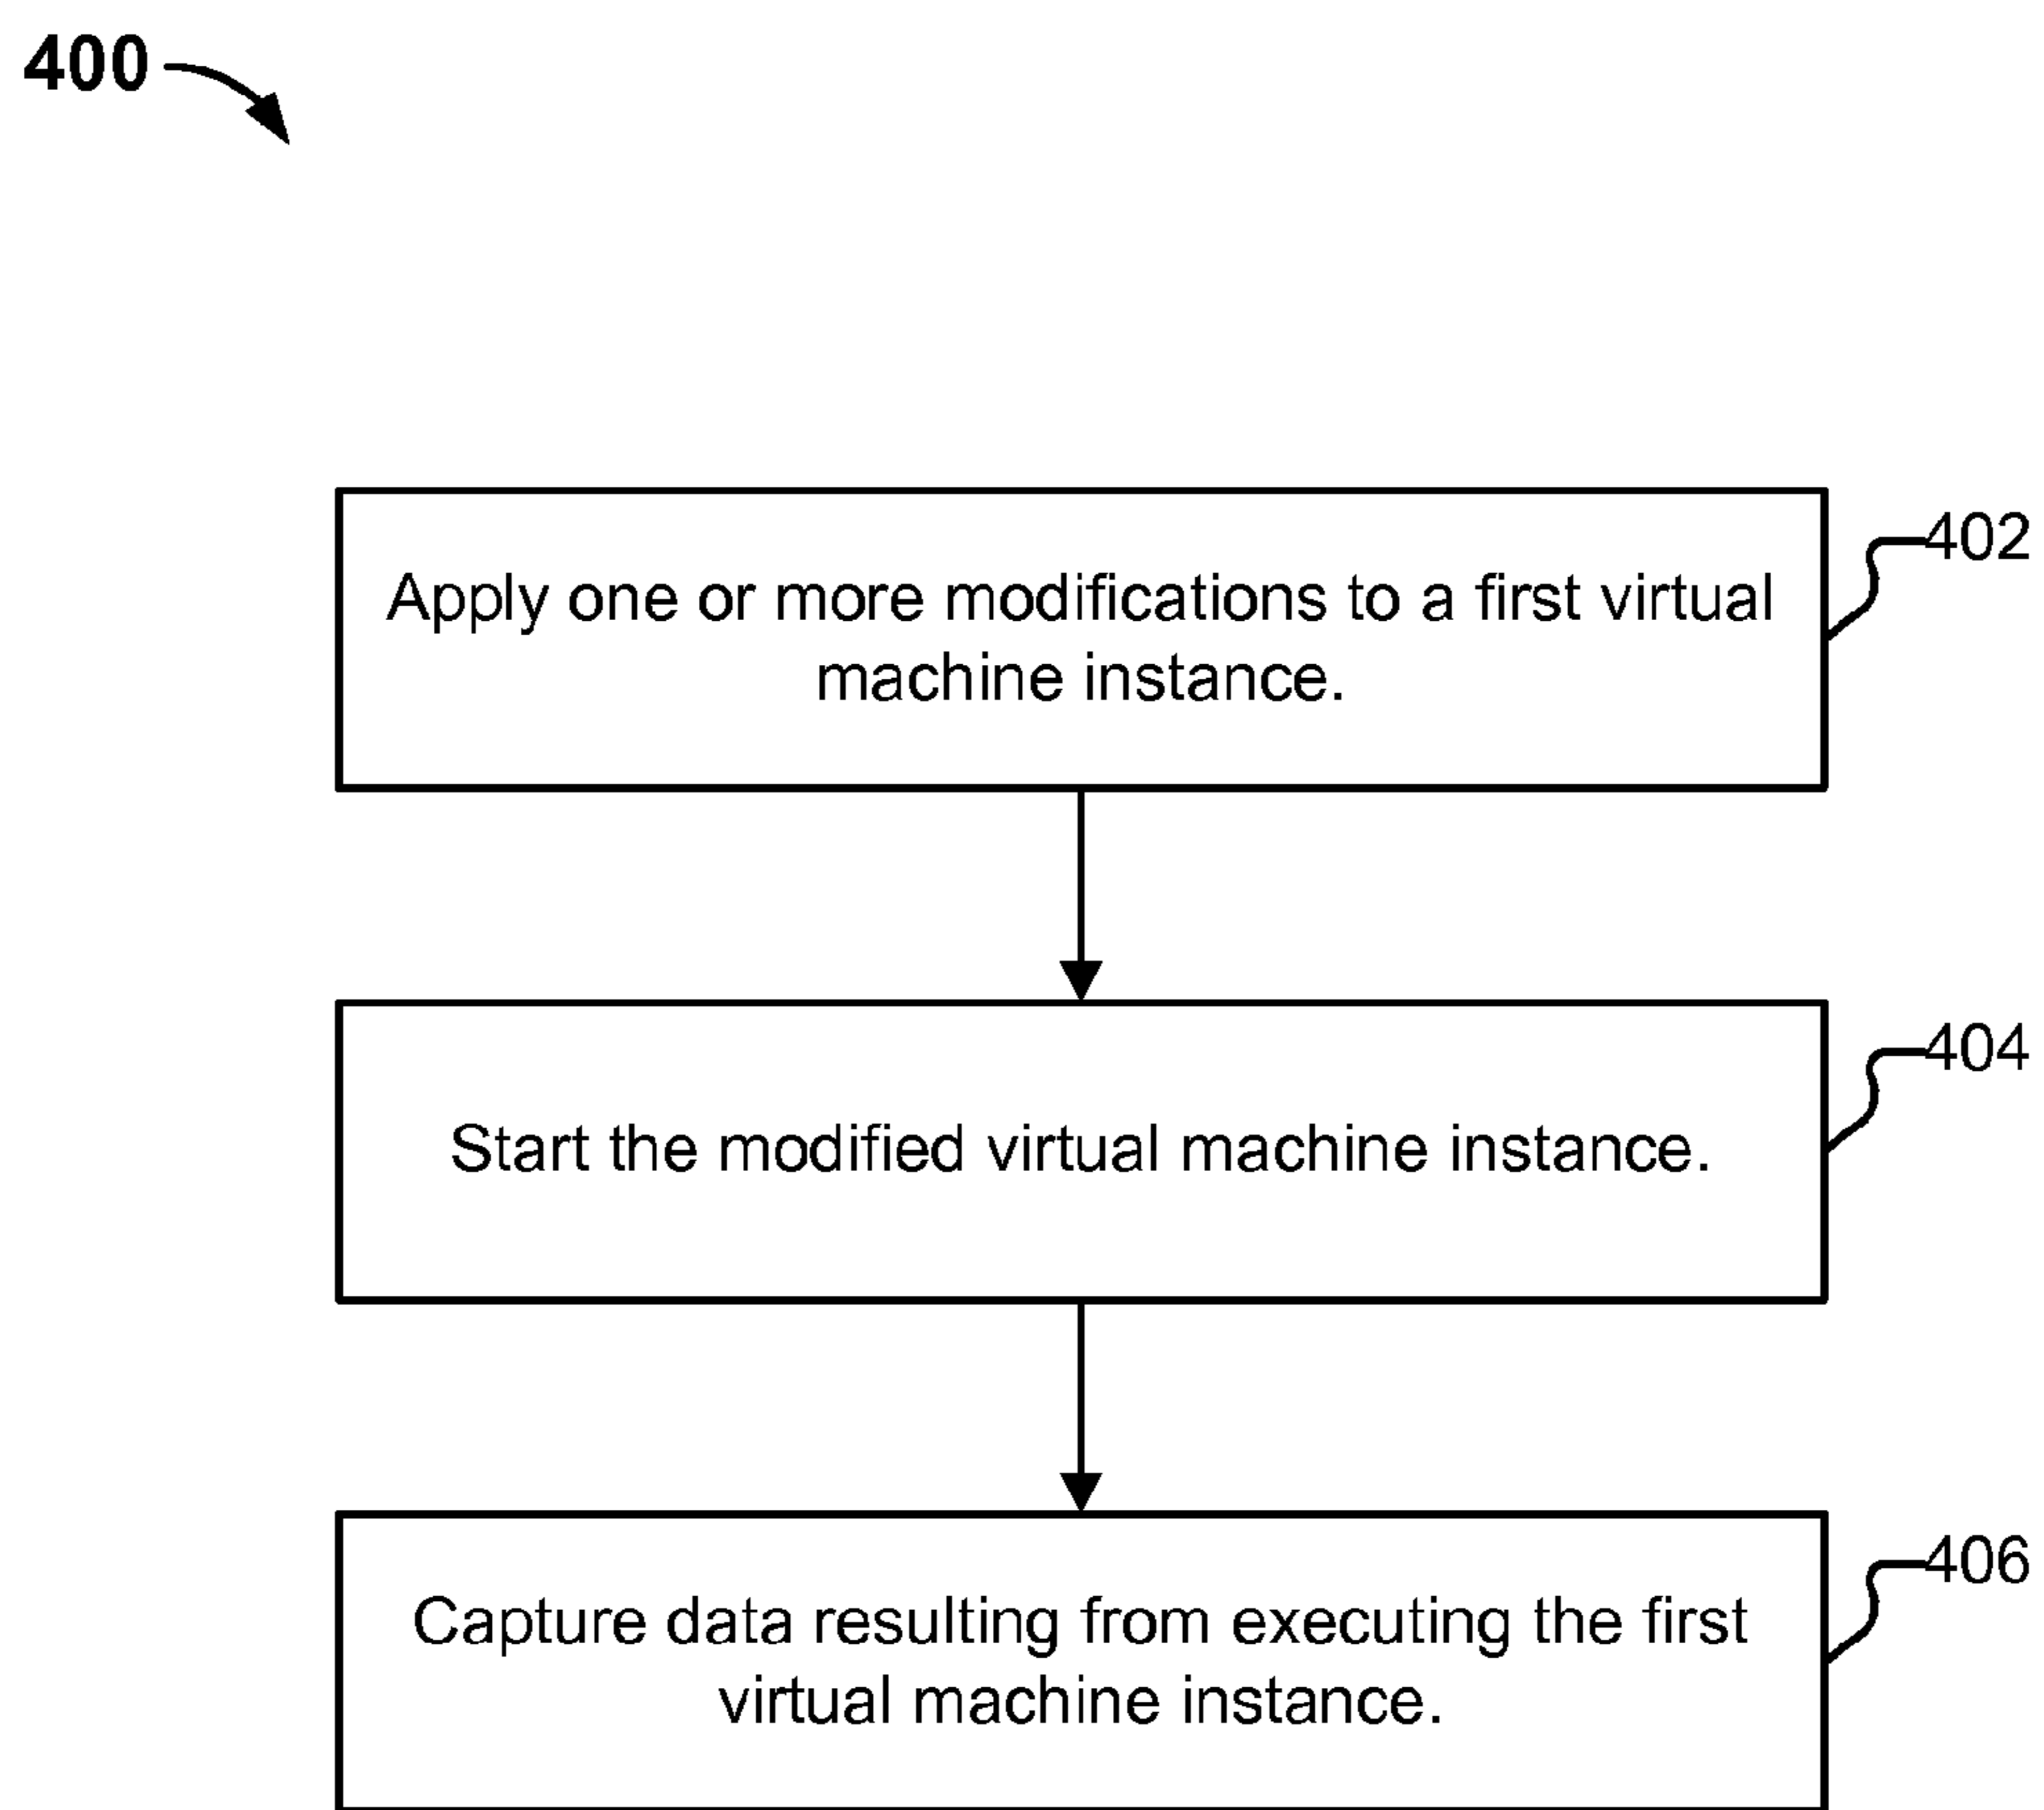 400
402
Apply one or more modifications to a first virtual
machine instance.
404
Start the modified virtual machine instance.
406
Capture data resulting from executing the first
virtual machine instance.